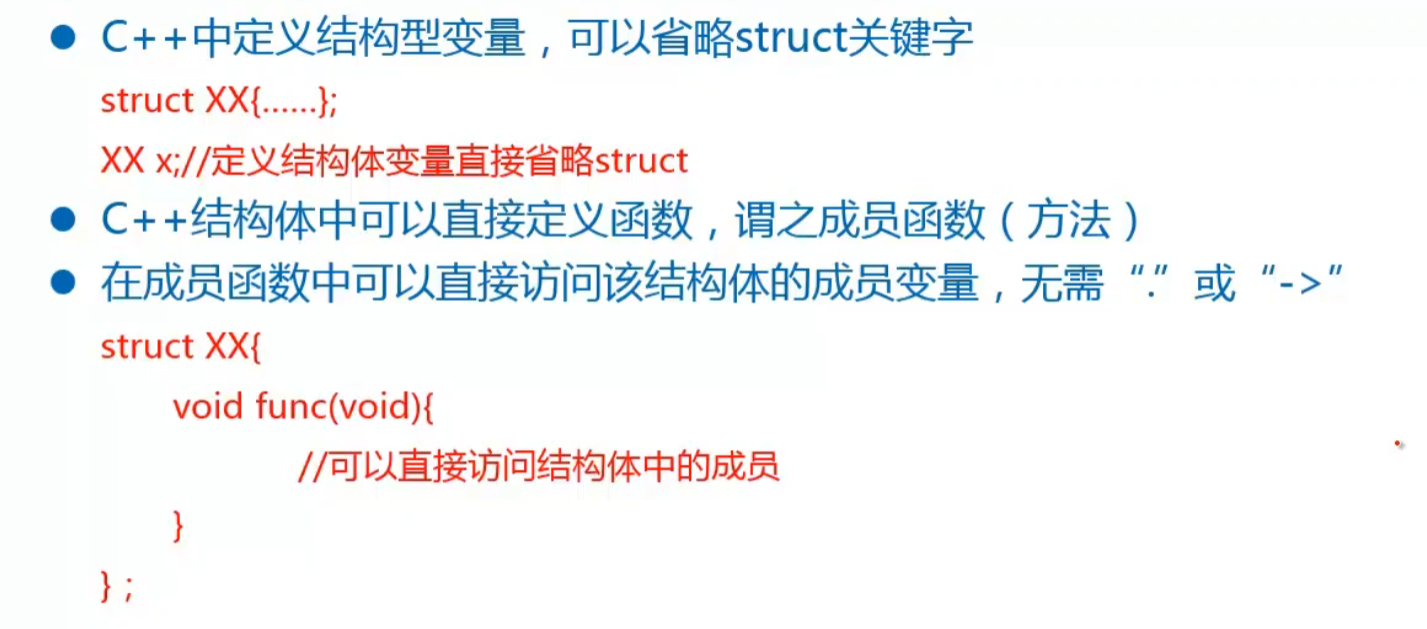 ● C++中定义结构型变量，可以省略struct关键字
struct XX{……};
XX x;//定义结构体变量直接省略struct
● C++结构体中可以直接定义函数，谓之成员函数（方法）
● 在成员函数中可以直接访问该结构体的成员变量，无需“.”或“->”
struct XX{
void func(void){
//可以直接访问结构体中的成员
}
} ;